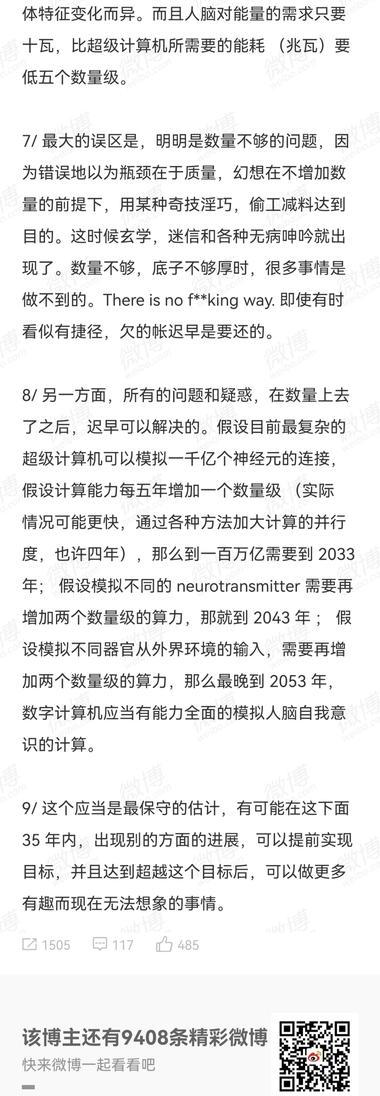 体特征变化而异。而且人脑对能量的需求只要
十瓦，比超级计算机所需要的能耗 （兆瓦）要
低五个数量级。
7/ 最大的误区是，明明是数量不够的问题，因
为错误地以为瓶颈在于质量，幻想在不增加数
量的前提下，用某种奇技淫巧，偷工减料达到
目的。这时候玄学，迷信和各种无病呻吟就出
现了。数量不够，底子不够厚时，很多事情是
做不到的。There is no f**king way. 即使有时
看似有捷径，欠的帐迟早是要还的。
8/ 另一方面，所有的问题和疑惑，在数量上去
了之后，迟早可以解决的。假设目前最复杂的
超级计算机可以模拟一千亿个神经元的连接，
假设计算能力每五年增加一个数量级 （实际
情况可能更快，通过各种方法加大计算的并行
度，也许四年），那么到一百万亿需要到 2033
年； 假设模拟不同的 neurotransmitter 需要再
增加两个数量级的算力，那就到 2043 年 ； 假
设模拟不同器官从外界环境的输入，需要再增
加两个数量级的算力，那么最晚到 2053 年，
数字计算机应当有能力全面的模拟人脑自我意
识的计算。
9/ 这个应当是最保守的估计，有可能在这下面
35 年内，出现别的方面的进展，可以提前实现
目标，并且达到超越这个目标后，可以做更多
有趣而现在无法想象的事情。
1505 117 485
该博主还有9408条精彩微博
快来微博一起看看吧